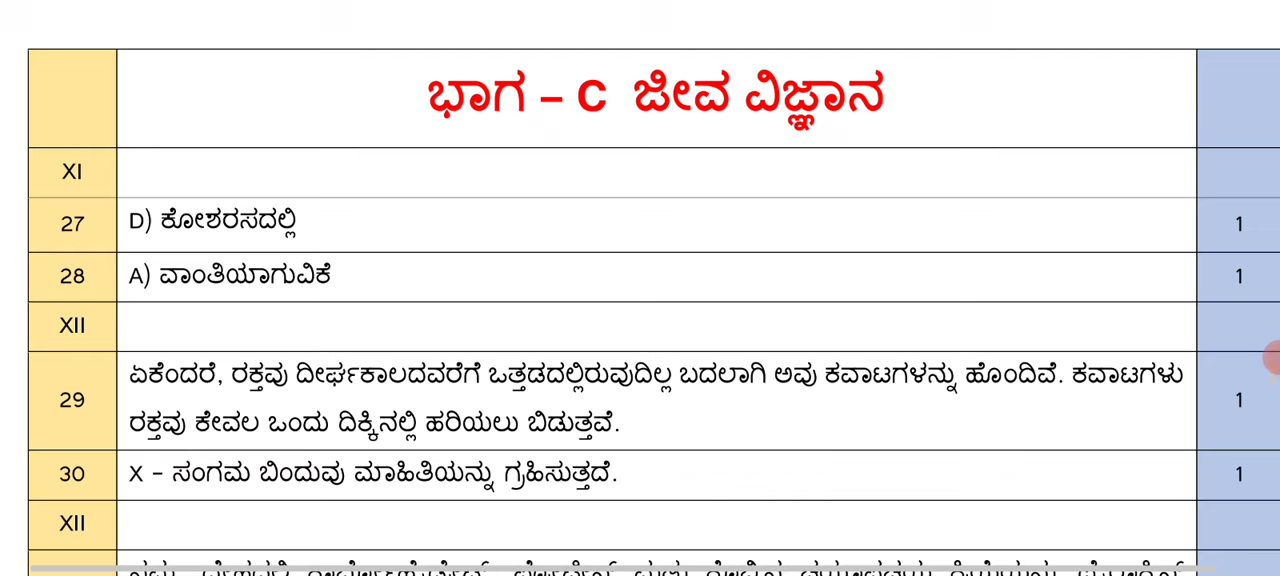 ಭಾಗ – C ಜೀವ ವಿಜ್ಞಾನ
XI
27 D) ಕೋಶರಸದಲ್ಲಿ 1
28 A) ವಾಂತಿಯಾಗುವಿಕೆ 1
XII
ಏಕೆಂದರೆ, ರಕ್ತವು ದೀರ್ಘಕಾಲದವರೆಗೆ ಒತ್ತಡದಲ್ಲಿರುವುದಿಲ್ಲ ಬದಲಾಗಿ ಅವು ಕವಾಟಗಳನ್ನು ಹೊಂದಿವೆ. ಕವಾಟಗಳು
29 ರಕ್ತವು ಕೇವಲ ಒಂದು ದಿಕ್ಕಿನಲ್ಲಿ ಹರಿಯಲು ಬಿಡುತ್ತವೆ. 1
30 X – ಸಂಗಮ ಬಿಂದುವು ಮಾಹಿತಿಯನ್ನು ಗ್ರಹಿಸುತ್ತದೆ. 1
XII